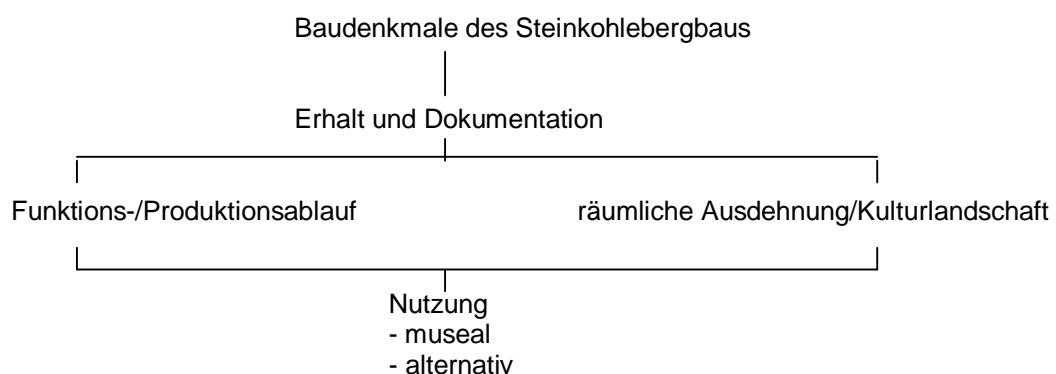 Baudenkmale des Steinkohlebergbaus
Erhalt und Dokumentation
Funktions-/Produktionsablauf
räumliche Ausdehnung/Kulturlandschaft
Nutzung
- museal
- alternativ